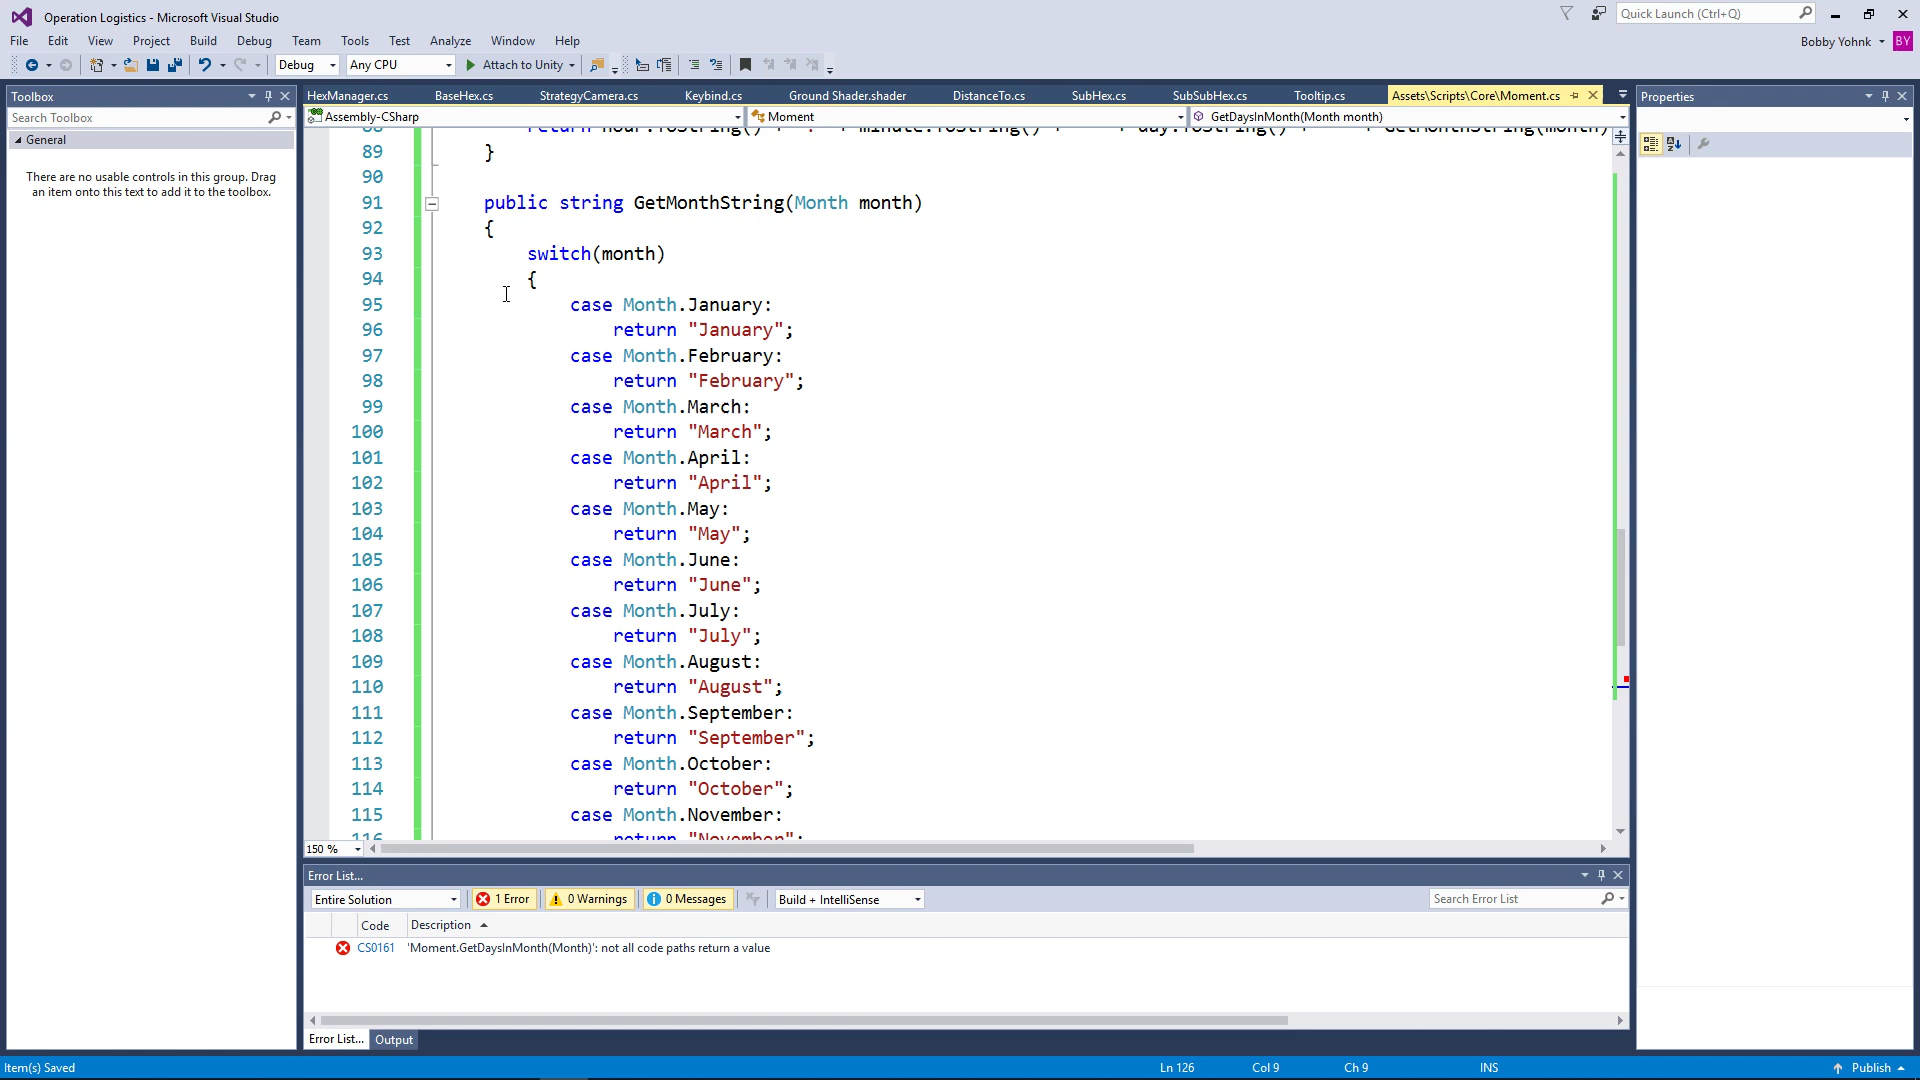 Operation Logistics - Microsoft Visual Studio
Quick Launch (Ctrl+Q)
File Edit View Project Build Debug Team Tools Test Analyze Window Help
Bobby Yohnk BY
Debug Any CPU Attach to Unity
Toolbox
Search Toolbox
General
There are no usable controls in this group. Drag
an item onto this text to add it to the toolbox.
HexManager.cs BaseHex.cs StrategyCamera.cs Keybind.cs Ground Shader.shader DistanceTo.cs SubHex.cs SubSubHex.cs Tooltip.cs Assets\Scripts\Core\Moment.cs
Assembly-CSharp Moment GetDaysInMonth(Month month)
89 }
90
91 public string GetMonthString(Month month)
92 {
93 switch(month)
94 {
95 case Month.January:
96 return "January";
97 case Month.February:
98 return "February";
99 case Month.March:
100 return "March";
101 case Month.April:
102 return "April";
103 case Month.May:
104 return "May";
105 case Month.June:
106 return "June";
107 case Month.July:
108 return "July";
109 case Month.August:
110 return "August";
111 case Month.September:
112 return "September";
113 case Month.October:
114 return "October";
115 case Month.November:
116 return "November";
150 %
Properties
Error List...
Entire Solution 1 Error 0 Warnings 0 Messages Build + IntelliSense Search Error List
Code Description
CS0161 'Moment.GetDaysInMonth(Month)': not all code paths return a value
Error List... Output
Item(s) Saved Ln 126 Col 9 Ch 9 INS Publish